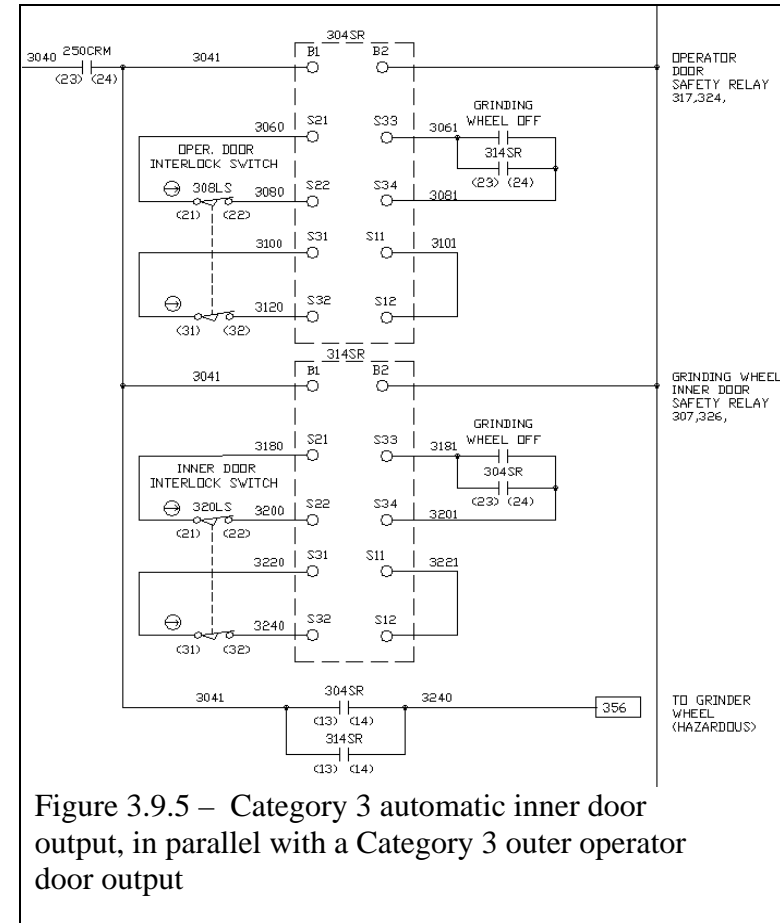 304SR
3040 250CRM 3041 B1 B2
(23) (24)
OPERATOR
DOOR
SAFETY RELAY
317,324,
GRINDING
WHEEL OFF
3060 S21 S33 3061
OPER. DOOR
INTERLOCK SWITCH
314SR
(23) (24)
308LS 3080 S22 S34 3081
(21) (22)
3100 S31 S11 3101
3120 S32 S12
(31) (32)
314SR
3041 B1 B2
GRINDING WHEEL
INNER DOOR
SAFETY RELAY
307,326,
GRINDING
WHEEL OFF
3180 S21 S33 3181
INNER DOOR
INTERLOCK SWITCH
304SR
(23) (24)
320LS 3200 S22 S34 3201
(21) (22)
3220 S31 S11 3221
3240 S32 S12
(31) (32)
3041 304SR 3240
(13) (14)
356
TO GRINDER
WHEEL
(HAZARDOUS)
314SR
(13) (14)
Figure 3.9.5 – Category 3 automatic inner door
output, in parallel with a Category 3 outer operator
door output